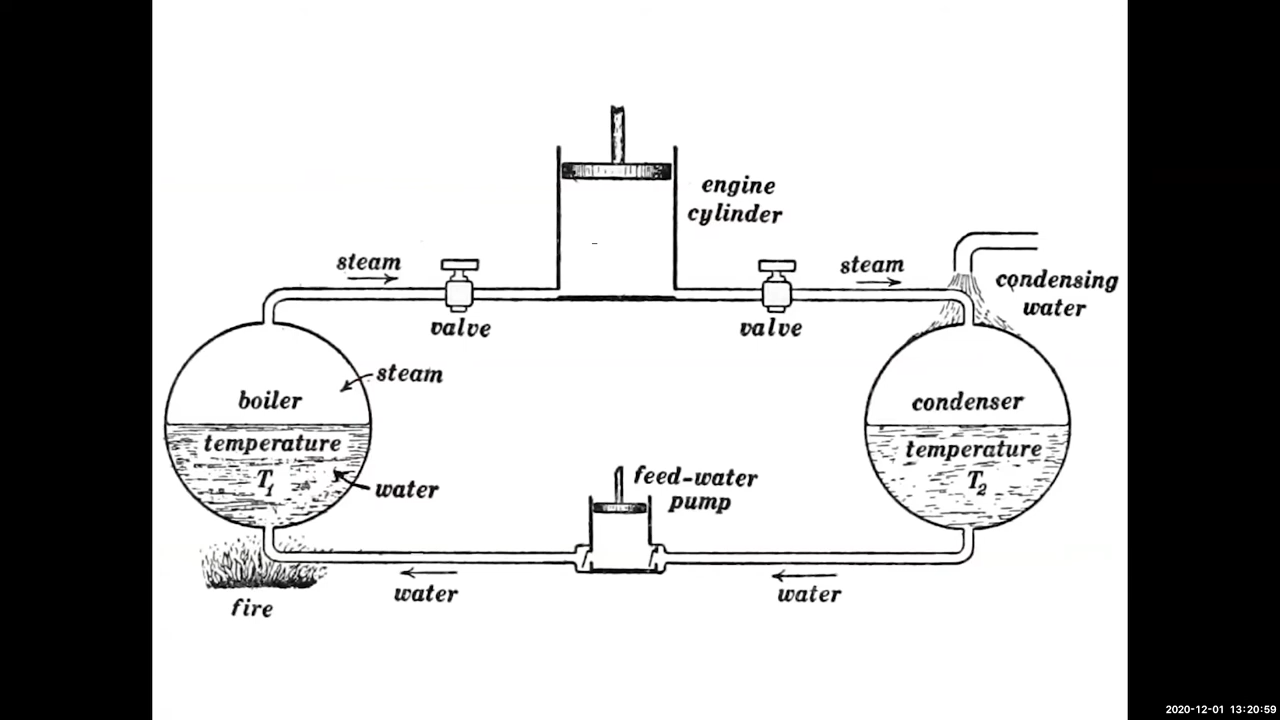 engine
cylinder
steam
steam
condensing
water
valve
valve
steam
boiler
condenser
temperature
T1
water
temperature
T2
feed-water
pump
water
water
fire
2020-12-01 13:20:59